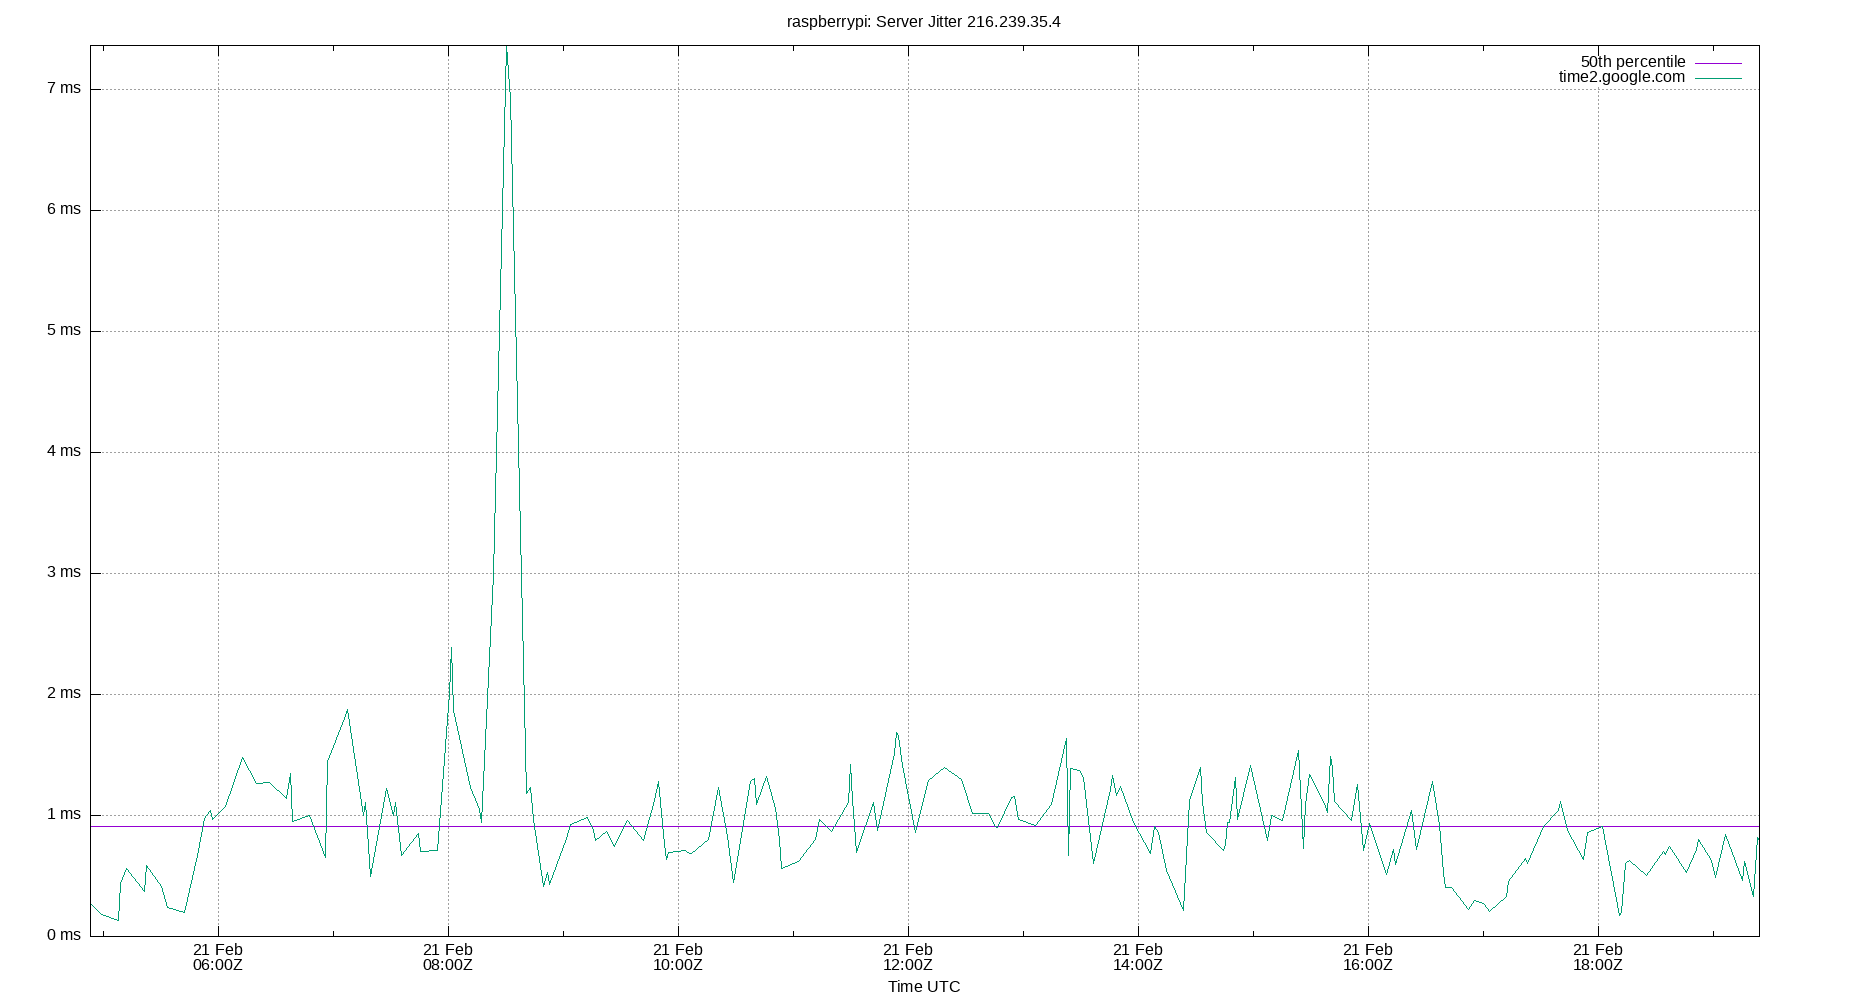 raspberrypi: Server Jitter 216.239.35.4
50th percentile
time2.google.com
7 ms
6 ms
5 ms
4 ms
3 ms
2 ms
1 ms
0 ms
21 Feb 21 Feb 21 Feb 21 Feb 21 Feb 21 Feb 21 Feb
06:00Z 08:00Z 10:00Z 12:00Z 14:00Z 16:00Z 18:00Z
Time UTC